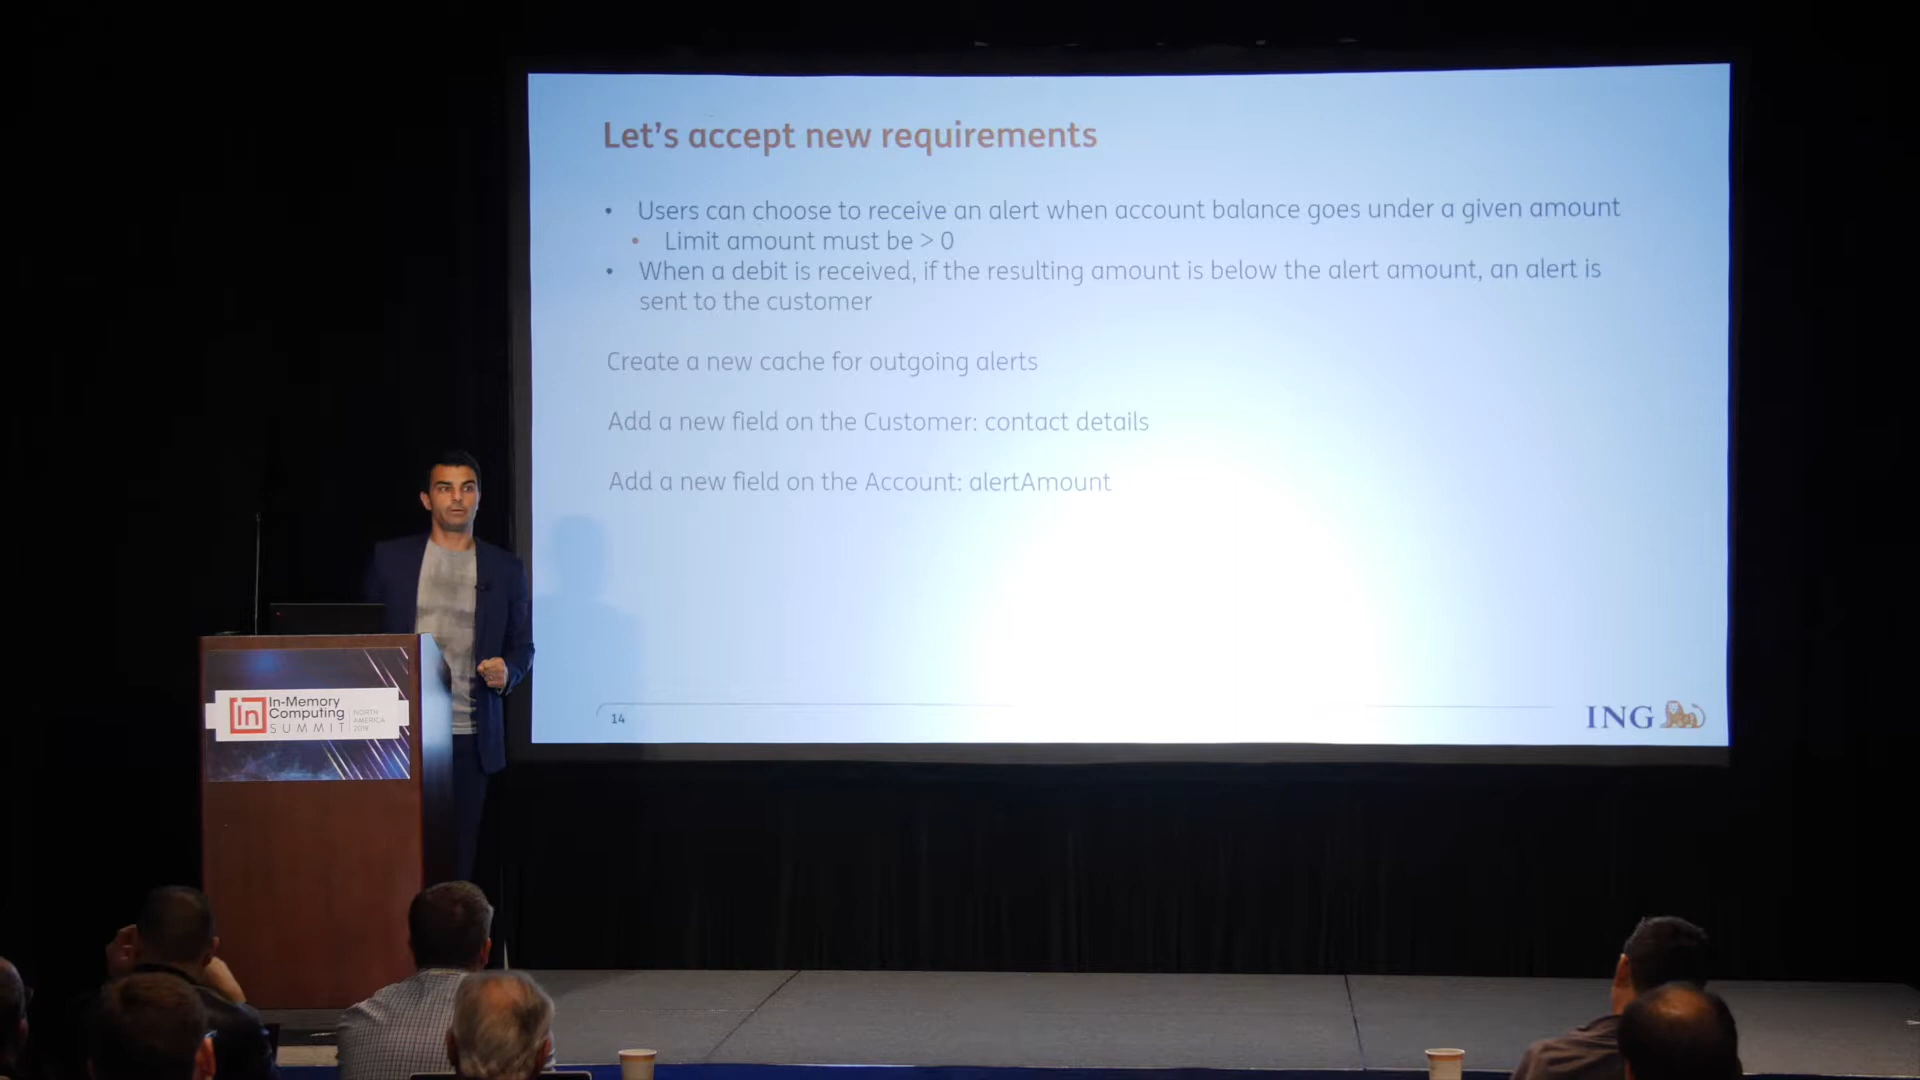 Let's accept new requirements
• Users can choose to receive an alert when account balance goes under a given amount
• Limit amount must be > 0
• When a debit is received, if the resulting amount is below the alert amount, an alert is
sent to the customer
Create a new cache for outgoing alerts
Add a new field on the Customer: contact details
Add a new field on the Account: alertAmount
14
ING
In
In-Memory
Computing
SUMMIT
NORTH
AMERICA